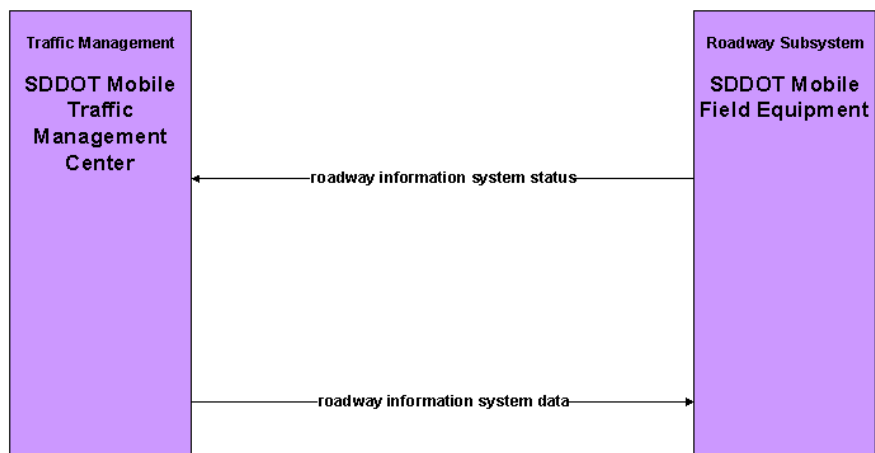 Traffic Management
SDDOT Mobile
Traffic
Management
Center
Roadway Subsystem
SDDOT Mobile
Field Equipment
roadway information system status
roadway information system data